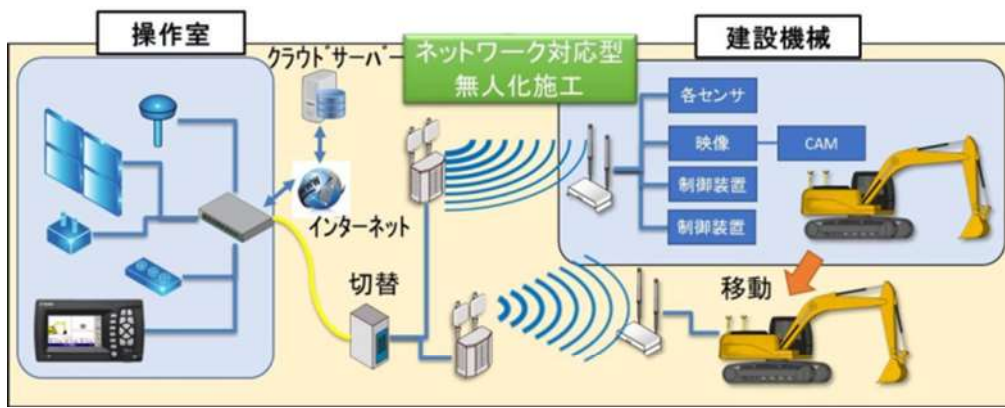 操作室
クラウドサーバー
ネットワーク対応型
無人化施工
建設機械
各センサ
映像
CAM
制御装置
制御装置
インターネット
切替
移動